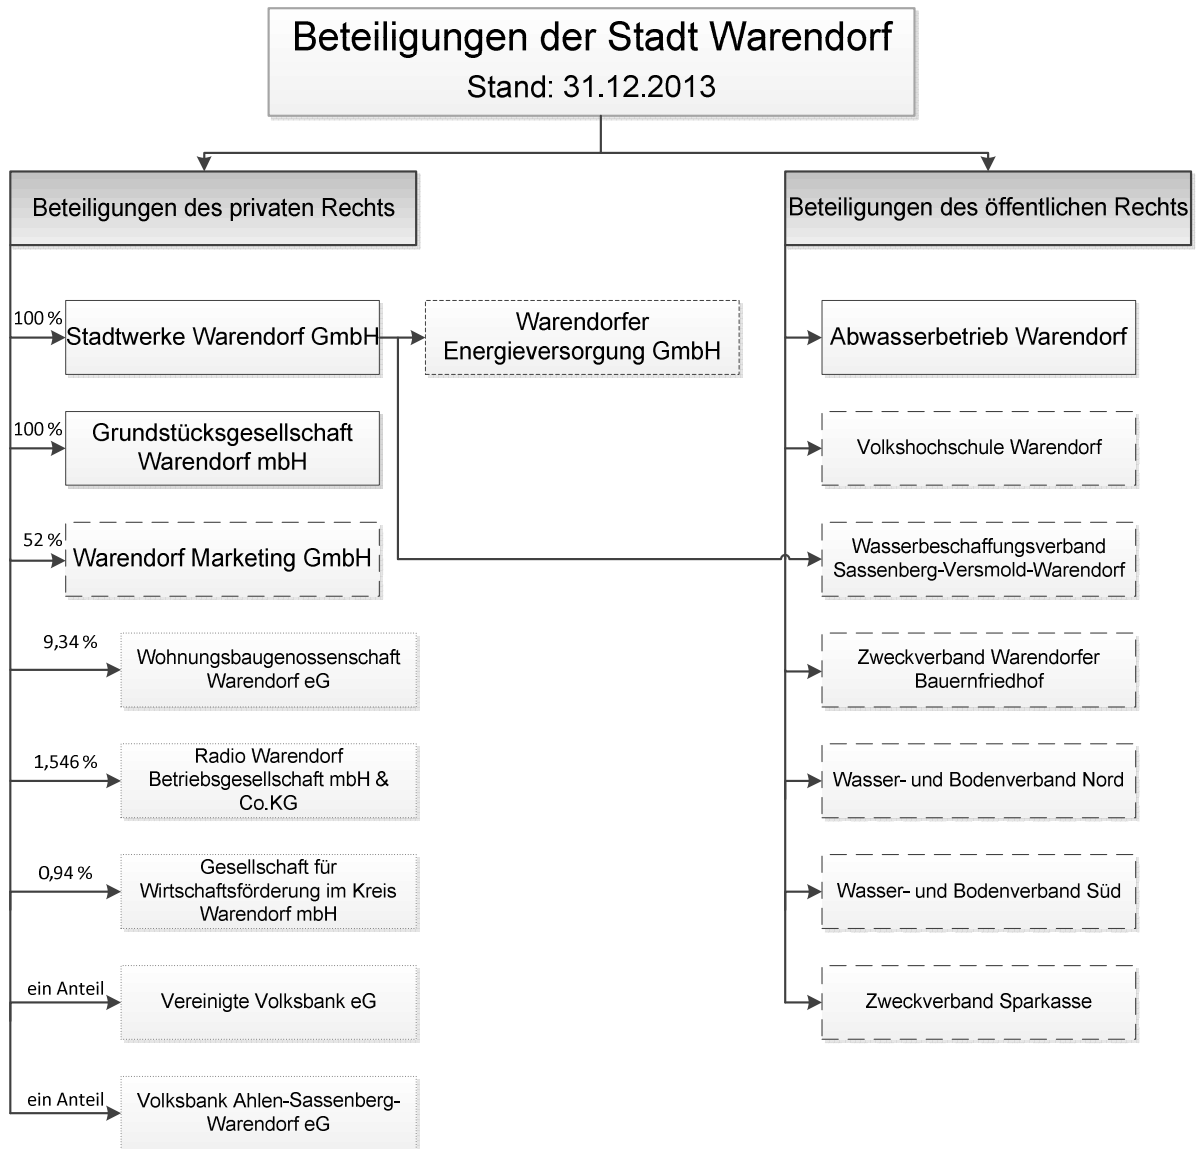 Beteiligungen der Stadt Warendorf
Stand: 31.12.2013
Beteiligungen des privaten Rechts
Beteiligungen des öffentlichen Rechts
100 %
Stadtwerke Warendorf GmbH
Warendorfer
Energieversorgung GmbH
100 %
Grundstücksgesellschaft
Warendorf mbH
52 %
Warendorf Marketing GmbH
9,34 %
Wohnungsbaugenossenschaft
Warendorf eG
1,546 %
Radio Warendorf
Betriebsgesellschaft mbH &
Co.KG
0,94 %
Gesellschaft für
Wirtschaftsförderung im Kreis
Warendorf mbH
ein Anteil
Vereinigte Volksbank eG
ein Anteil
Volksbank Ahlen-Sassenberg-
Warendorf eG
Abwasserbetrieb Warendorf
Volkshochschule Warendorf
Wasserbeschaffungsverband
Sassenberg-Versmold-Warendorf
Zweckverband Warendorfer
Bauernfriedhof
Wasser- und Bodenverband Nord
Wasser- und Bodenverband Süd
Zweckverband Sparkasse